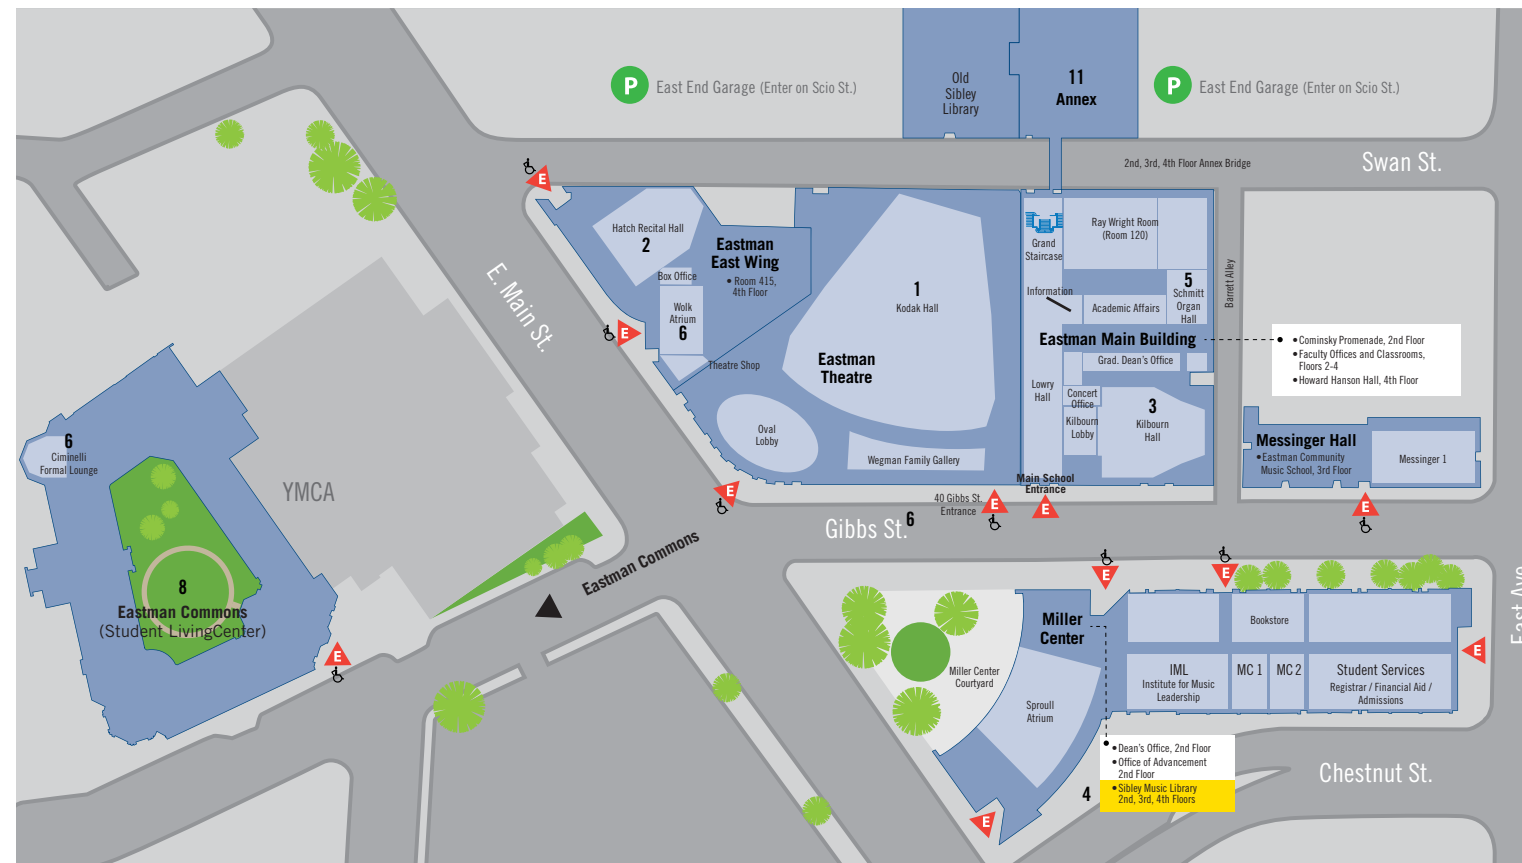 P East End Garage (Enter on Scio St.)
Old
Sibley
Library
11
Annex
P East End Garage (Enter on Scio St.)
2nd, 3rd, 4th Floor Annex Bridge
Swan St.
E
Hatch Recital Hall
2
Eastman
East Wing
• Room 415,
4th Floor
Box Office
Wolk
Atrium
6
Theatre Shop
E
E. Main St.
1
Kodak Hall
Eastman
Theatre
Oval
Lobby
Wegman Family Gallery
Grand
Staircase
Ray Wright Room
(Room 120)
Information
Academic Affairs
5
Schmitt
Organ
Hall
Eastman Main Building
Grad. Dean's Office
Lowry
Hall
Concert
Office
Kilbourn
Lobby
3
Kilbourn
Hall
Main School
Entrance
E
40 Gibbs St.
Entrance
E
E
Barrett Alley
• Cominsky Promenade, 2nd Floor
• Faculty Offices and Classrooms,
Floors 2-4
• Howard Hanson Hall, 4th Floor
Messinger Hall
• Eastman Community
Music School, 3rd Floor
Messinger 1
E
6
Ciminelli
Formal Lounge
YMCA
8
Eastman Commons
(Student LivingCenter)
E
Eastman Commons
Gibbs St.
6
E
E
Miller
Center
Bookstore
Miller Center
Courtyard
Sproull
Atrium
IML
Institute for Music
Leadership
MC 1
MC 2
Student Services
Registrar / Financial Aid /
Admissions
E
East Ave
• Dean's Office, 2nd Floor
• Office of Advancement
2nd Floor
4
• Sibley Music Library
2nd, 3rd, 4th Floors
E
Chestnut St.